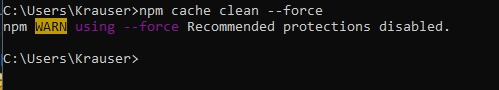 C:\Users\Krauser>npm cache clean --force
npm WARN using --force Recommended protections disabled.
C:\Users\Krauser>